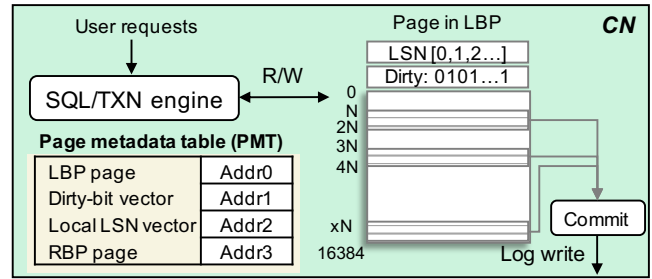 User requests
Page in LBP
CN
LSN [0,1,2…]
Dirty: 0101…1
R/W
SQL/TXN engine
0
N
2N
3N
4N
xN
16384
Page metadata table (PMT)
LBP page Addr0
Dirty-bit vector Addr1
Local LSN vector Addr2
RBP page Addr3
Commit
Log write